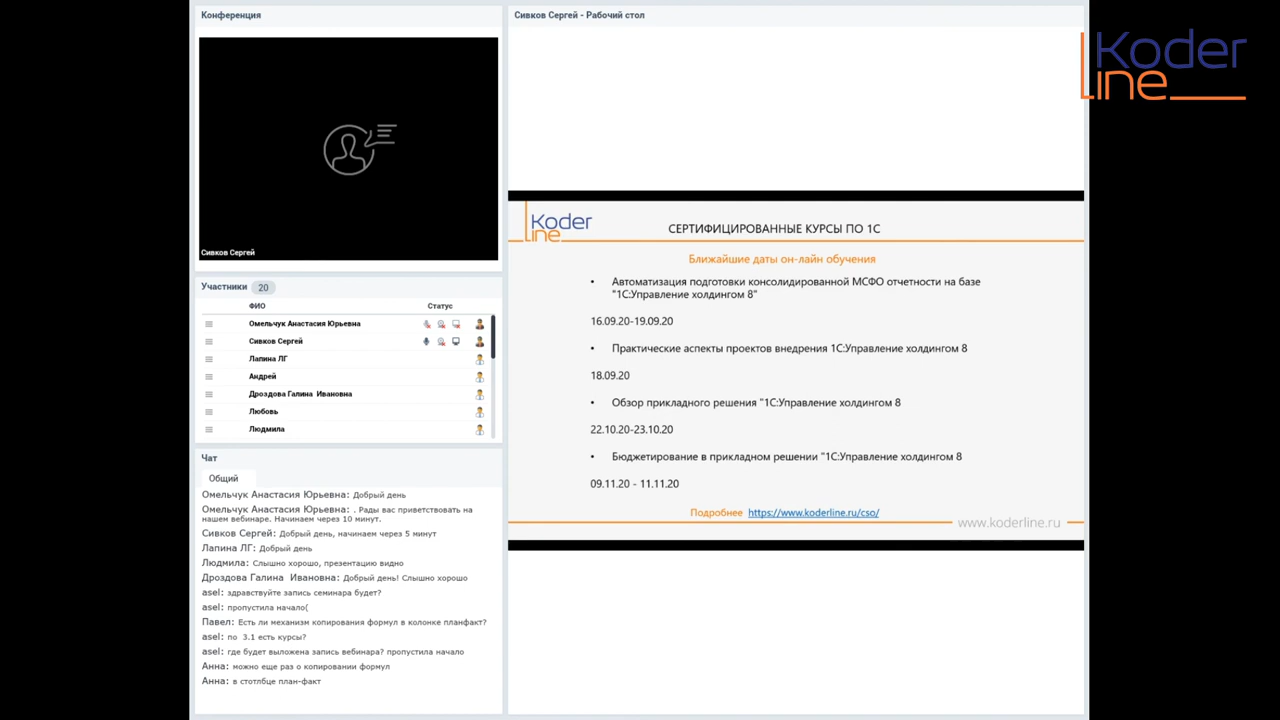 Конференция
Сивков Сергей
Участники 20
ФИО Статус
Омельчук Анастасия Юрьевна
Сивков Сергей
Лапина ЛГ
Андрей
Дроздова Галина Ивановна
Любовь
Людмила
Чат
Общий
Омельчук Анастасия Юрьевна: Добрый день
Омельчук Анастасия Юрьевна: . Рады вас приветствовать на
нашем вебинаре. Начинаем через 10 минут.
Сивков Сергей: Добрый день, начинаем через 5 минут
Лапина ЛГ: Добрый день
Людмила: Слышно хорошо, презентацию видно
Дроздова Галина Ивановна: Добрый день! Слышно хорошо
asel: здравствуйте запись семинара будет?
asel: пропустила начало(
Павел: Есть ли механизм копирования формул в колонке планфакт?
asel: по 3.1 есть курсы?
asel: где будет выложена запись вебинара? пропустила начало
Анна: можно еще раз о копировании формул
Анна: в стотлбце план-факт
Сивков Сергей - Рабочий стол
Koder
line
Koder
line
СЕРТИФИЦИРОВАННЫЕ КУРСЫ ПО 1С
Ближайшие даты он-лайн обучения
• Автоматизация подготовки консолидированной МСФО отчетности на базе
"1С:Управление холдингом 8"
16.09.20-19.09.20
• Практические аспекты проектов внедрения 1С:Управление холдингом 8
18.09.20
• Обзор прикладного решения "1С:Управление холдингом 8
22.10.20-23.10.20
• Бюджетирование в прикладном решении "1С:Управление холдингом 8
09.11.20 - 11.11.20
Подробнее https://www.koderline.ru/cso/
www.koderline.ru